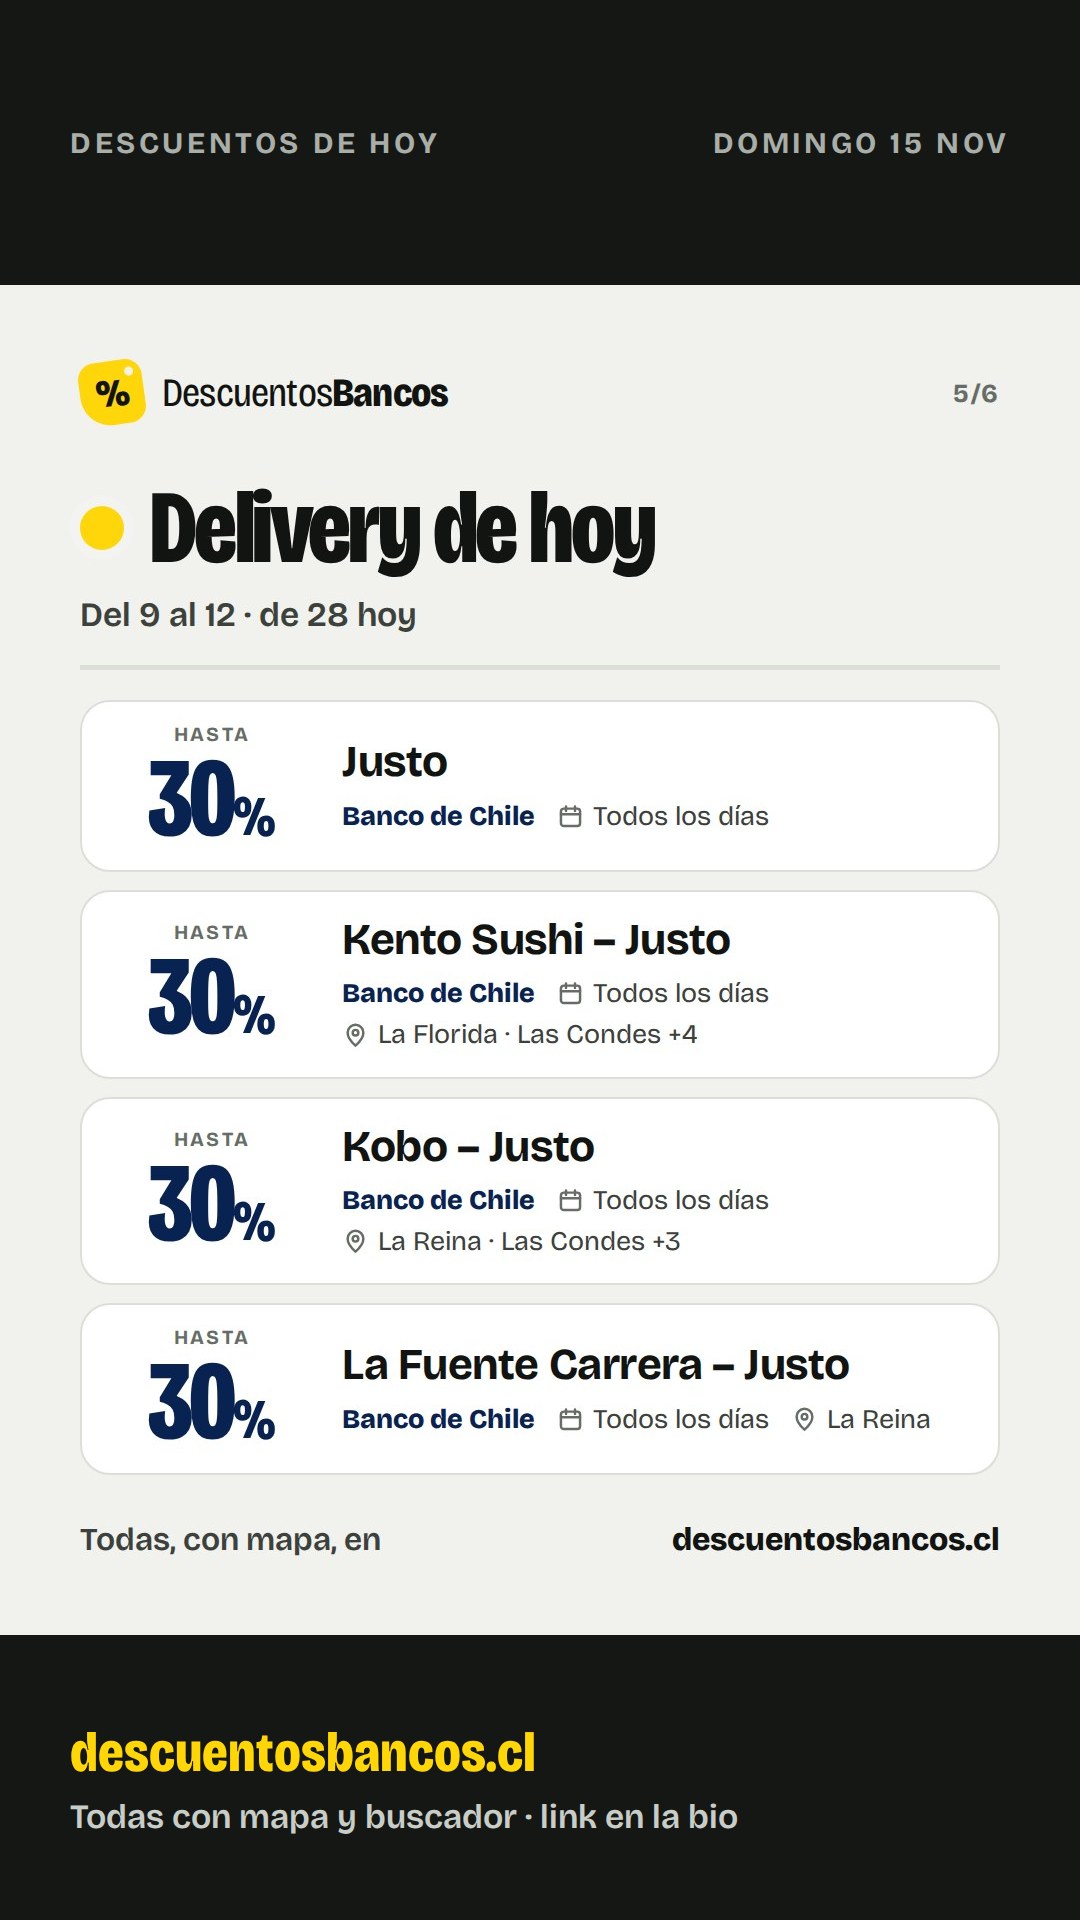 DESCUENTOS DE HOY
DOMINGO 15 NOV
%
DescuentosBancos
5/6
Delivery de hoy
Del 9 al 12 · de 28 hoy
HASTA
30%
Justo
Banco de Chile Todos los días
HASTA
30%
Kento Sushi – Justo
Banco de Chile Todos los días
La Florida · Las Condes +4
HASTA
30%
Kobo – Justo
Banco de Chile Todos los días
La Reina · Las Condes +3
HASTA
30%
La Fuente Carrera – Justo
Banco de Chile Todos los días La Reina
Todas, con mapa, en
descuentosbancos.cl
descuentosbancos.cl
Todas con mapa y buscador · link en la bio